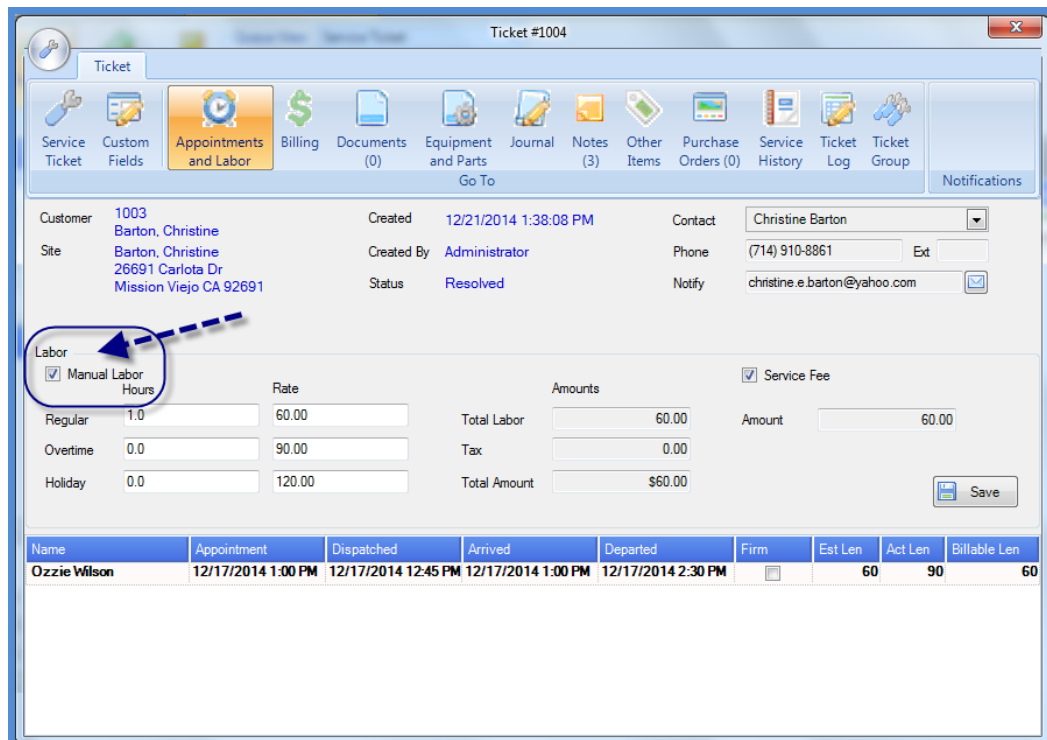 Ticket #1004
Ticket
Service Ticket
Custom Fields
Appointments and Labor
Billing
Documents (0)
Equipment and Parts
Journal
Notes (3)
Other Items
Purchase Orders (0)
Service History
Ticket Log
Ticket Group
Go To
Notifications
Customer 1003
Barton, Christine
Site Barton, Christine
26691 Carlota Dr
Mission Viejo CA 92691
Created 12/21/2014 1:38:08 PM
Created By Administrator
Status Resolved
Contact Christine Barton
Phone (714) 910-8861 Ext
Notify christine.e.barton@yahoo.com
Labor
Manual Labor
Service Fee
Hours Rate Amounts
Regular 1.0 60.00 Total Labor 60.00 Amount 60.00
Overtime 0.0 90.00 Tax 0.00
Holiday 0.0 120.00 Total Amount $60.00
Save
Name Appointment Dispatched Arrived Departed Firm Est Len Act Len Billable Len
Ozzie Wilson 12/17/2014 1:00 PM 12/17/2014 12:45 PM 12/17/2014 1:00 PM 12/17/2014 2:30 PM 60 90 60